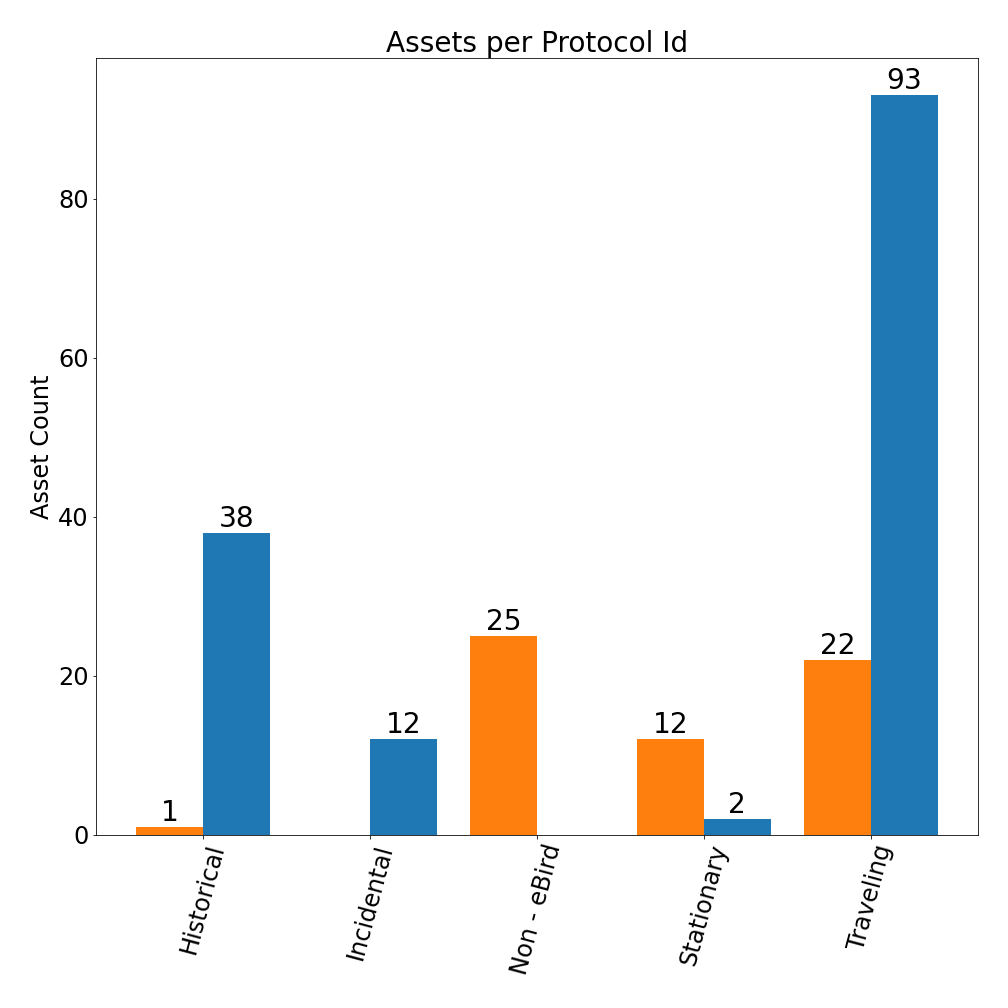 Assets per Protocol Id
Asset Count
80
60
40
20
0
1
38
12
25
12
2
22
93
Historical
Incidental
Non - eBird
Stationary
Traveling